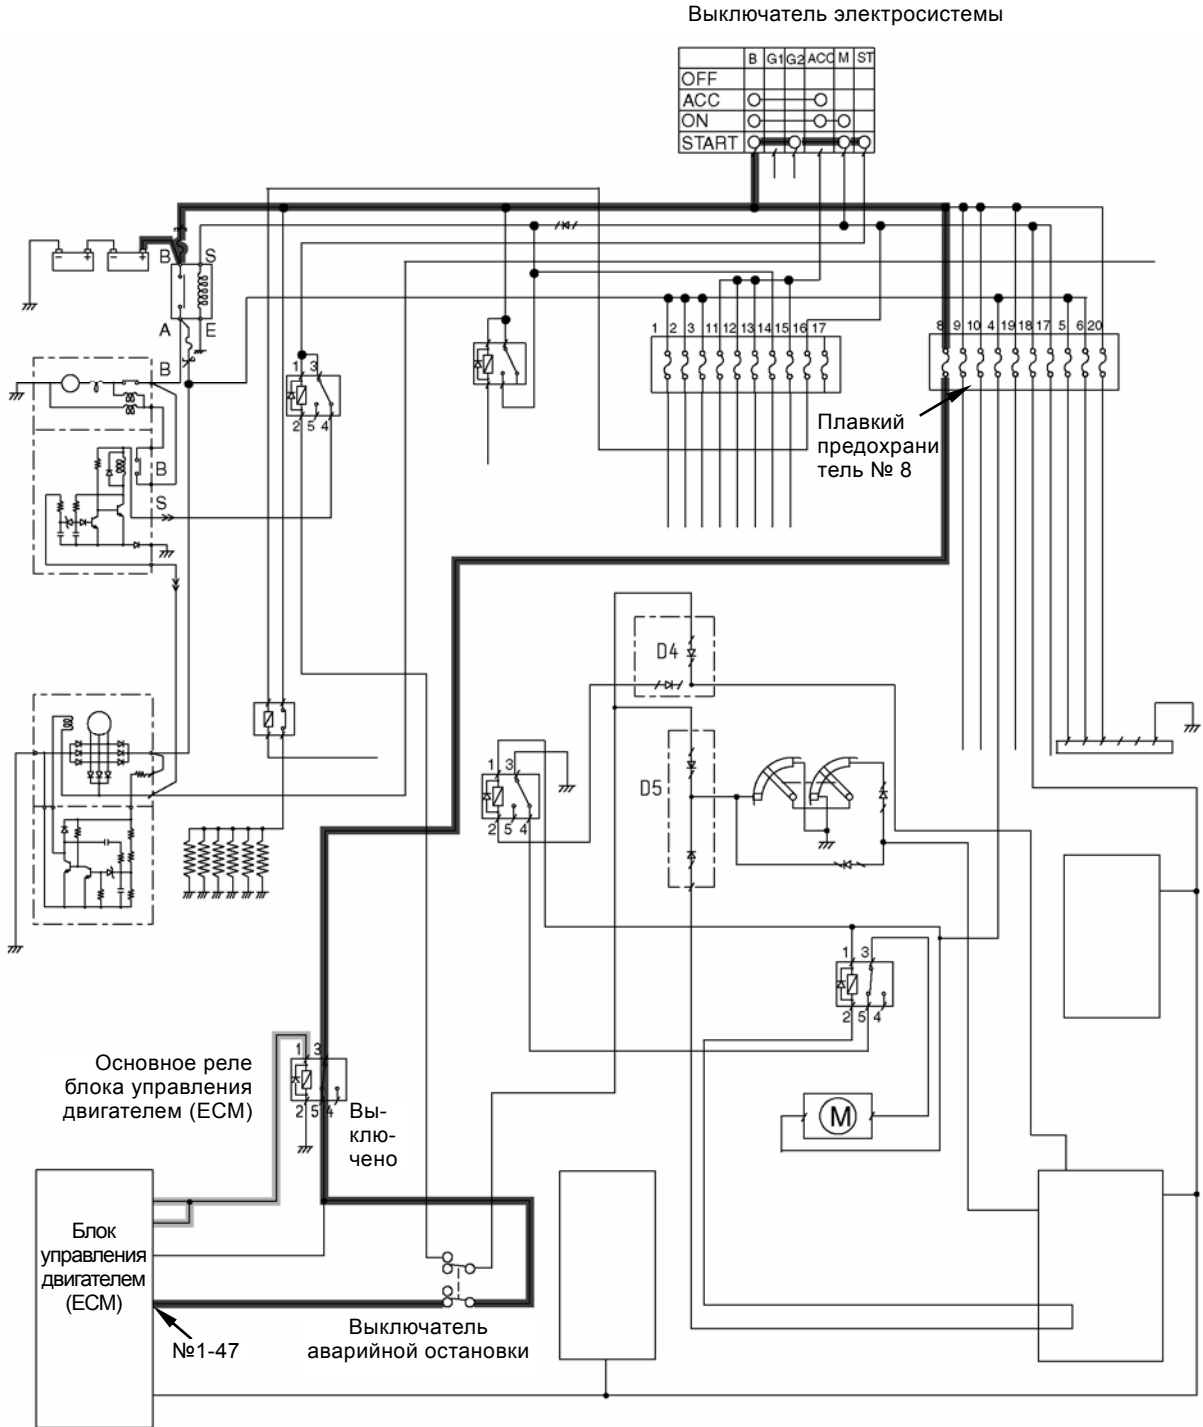 Выключатель электросистемы
B G1 G2 ACC M ST
OFF
ACC
ON
START
- + - +
B S
A E
B
1 2 3 11 12 13 14 15 16 17
8 9 10 4 19 18 17 5 6 20
1 3
2 5 4
Плавкий
предохрани
тель № 8
B
S
D4
D5
1 3
2 5 4
1 3
2 5 4
Основное реле
блока управления
двигателем (ECM)
1 3
2 5 4
Вы-
клю-
чено
M
Блок
управления
двигателем
(ECM)
№1-47
Выключатель
аварийной остановки